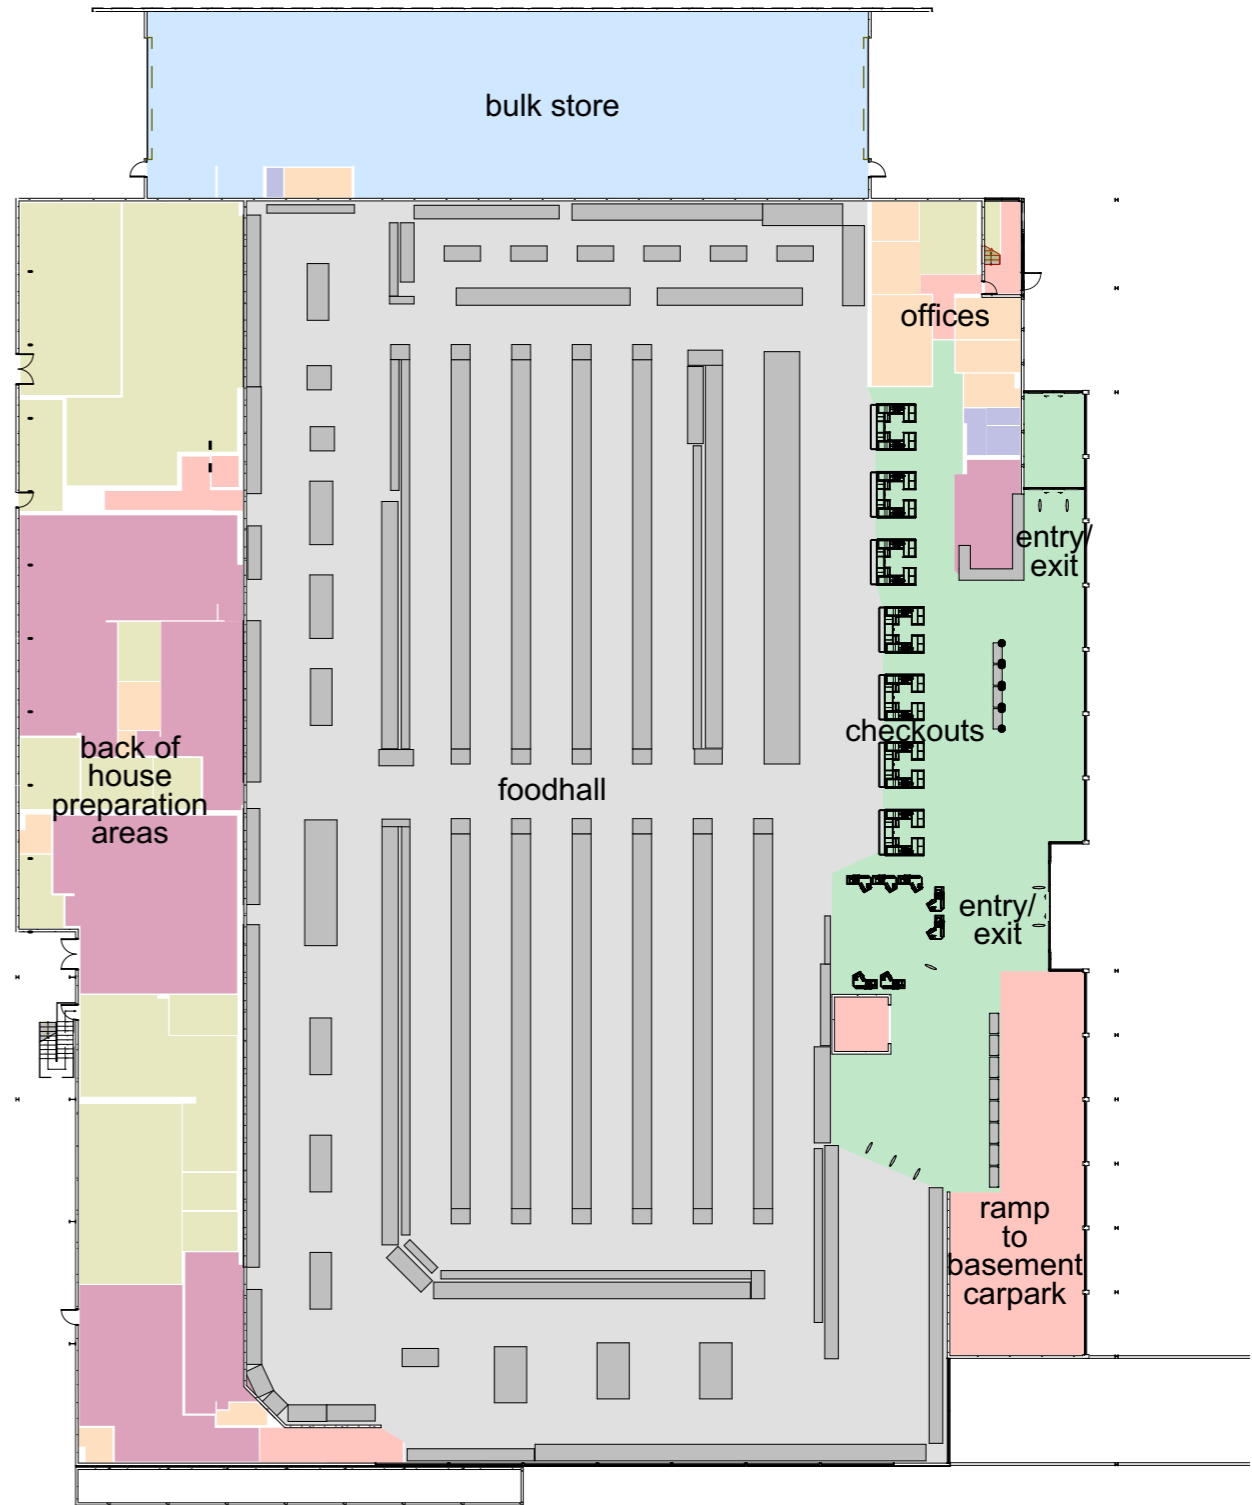 bulk store
offices
entry/
exit
checkouts
back of
house
preparation
areas
foodhall
entry/
exit
ramp
to
basement
carpark